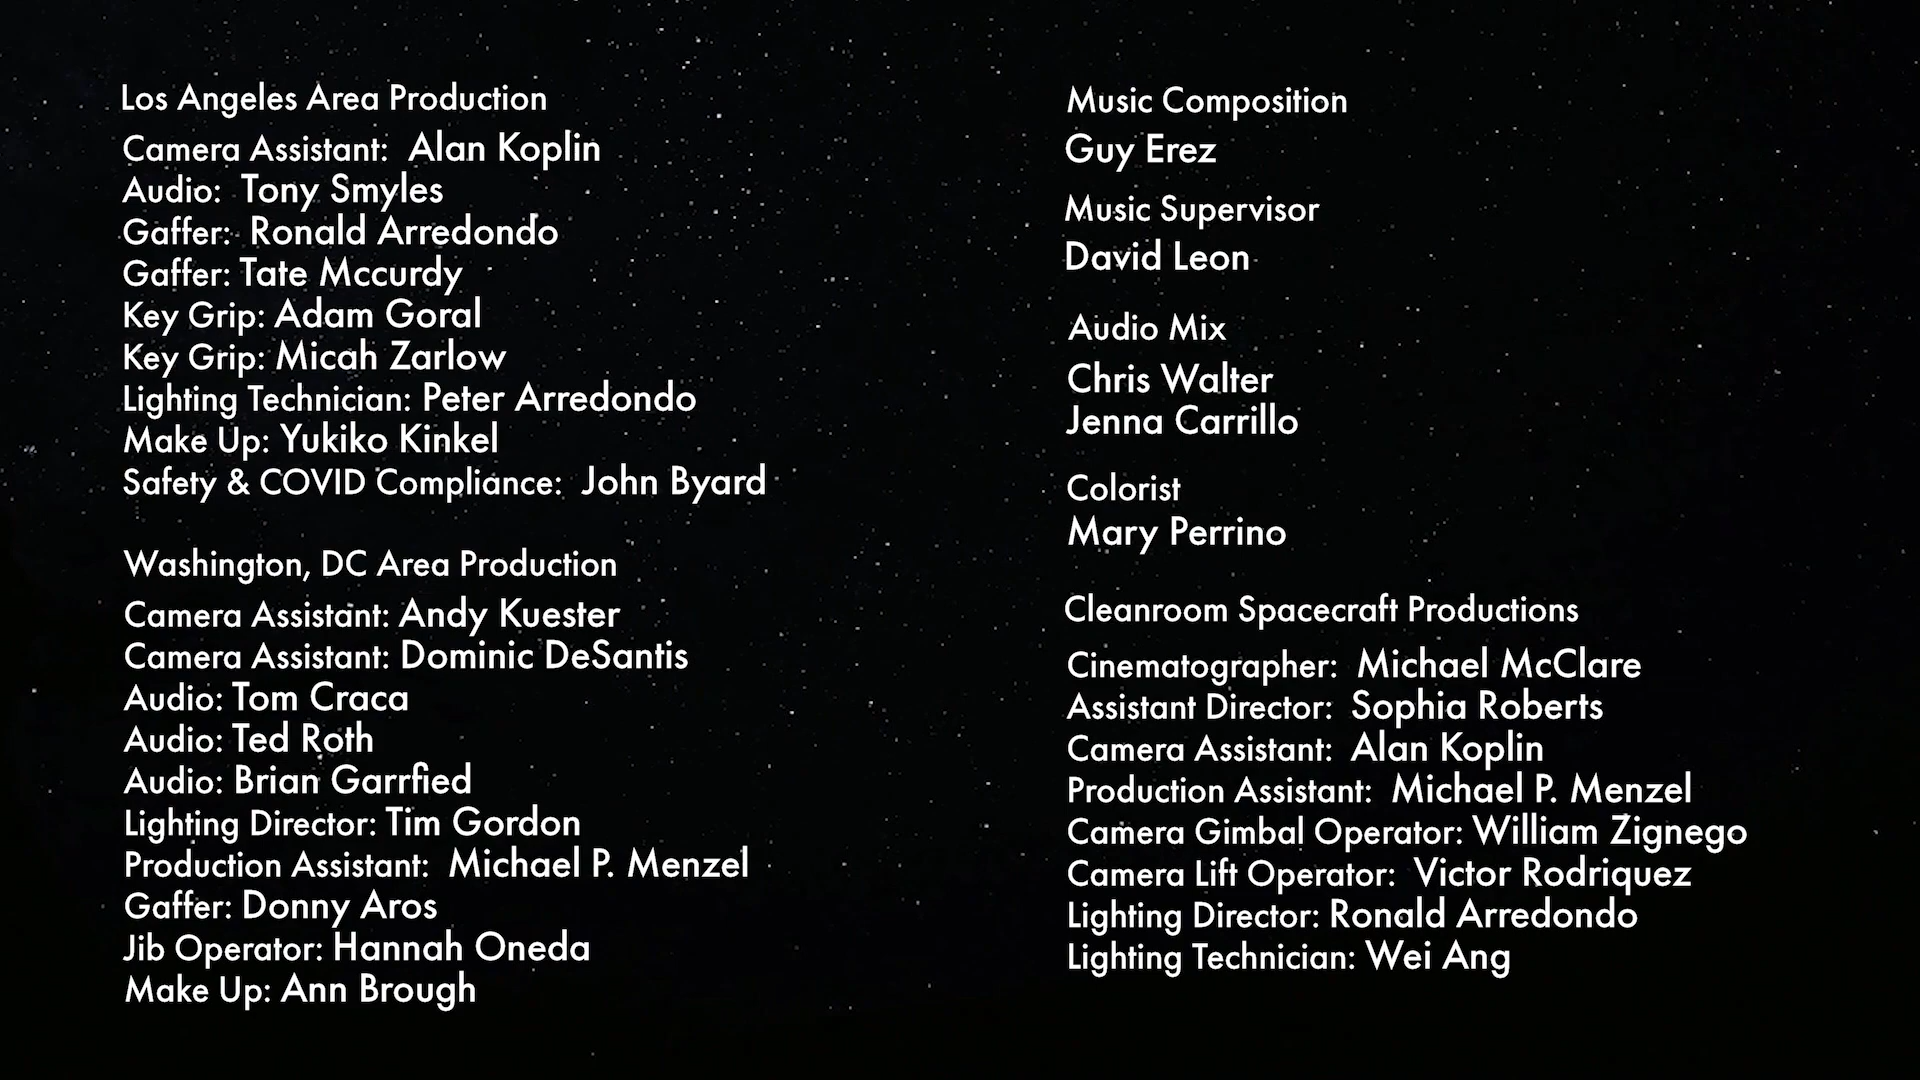 Los Angeles Area Production
Camera Assistant: Alan Koplin
Audio: Tony Smyles
Gaffer: Ronald Arredondo
Gaffer: Tate Mccurdy
Key Grip: Adam Goral
Key Grip: Micah Zarlow
Lighting Technician: Peter Arredondo
Make Up: Yukiko Kinkel
Safety & COVID Compliance: John Byard
Washington, DC Area Production
Camera Assistant: Andy Kuester
Camera Assistant: Dominic DeSantis
Audio: Tom Craca
Audio: Ted Roth
Audio: Brian Garrfied
Lighting Director: Tim Gordon
Production Assistant: Michael P. Menzel
Gaffer: Donny Aros
Jib Operator: Hannah Oneda
Make Up: Ann Brough
Music Composition
Guy Erez
Music Supervisor
David Leon
Audio Mix
Chris Walter
Jenna Carrillo
Colorist
Mary Perrino
Cleanroom Spacecraft Productions
Cinematographer: Michael McClare
Assistant Director: Sophia Roberts
Camera Assistant: Alan Koplin
Production Assistant: Michael P. Menzel
Camera Gimbal Operator: William Zignego
Camera Lift Operator: Victor Rodriquez
Lighting Director: Ronald Arredondo
Lighting Technician: Wei Ang